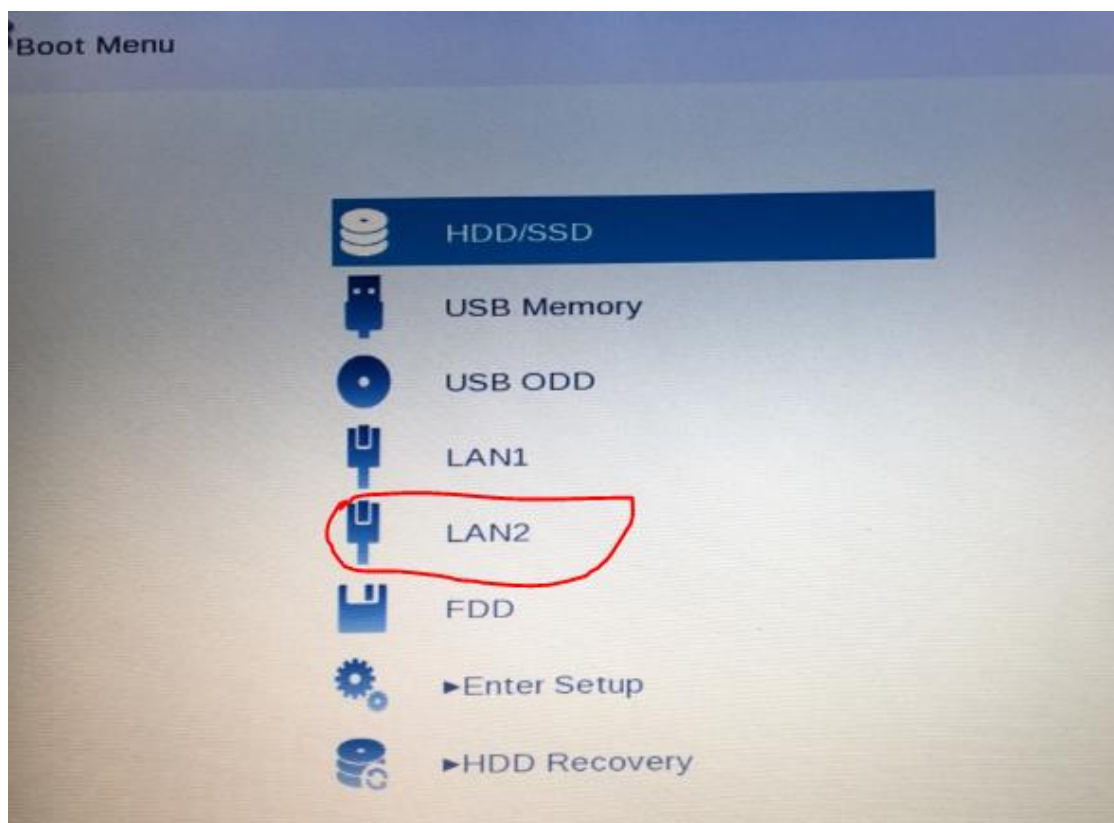 Boot Menu
HDD/SSD
USB Memory
USB ODD
LAN1
LAN2
FDD
►Enter Setup
►HDD Recovery